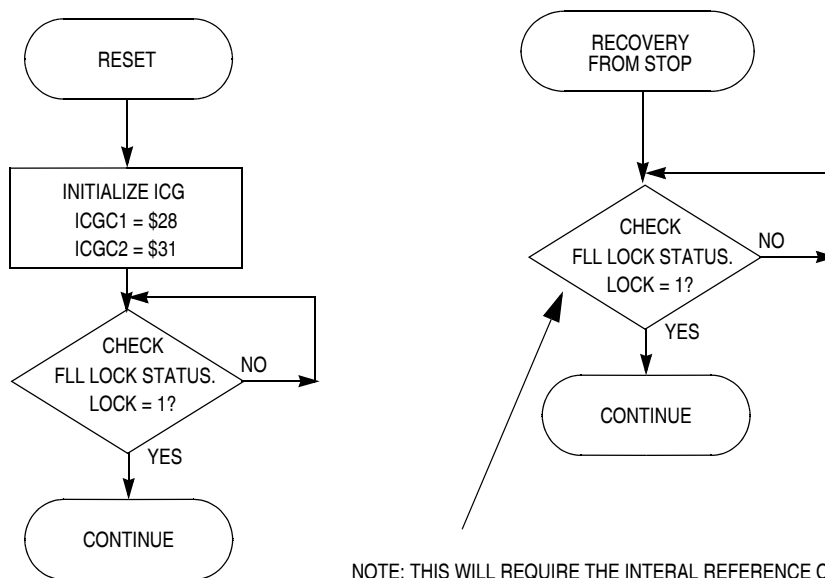 RESET
INITIALIZE ICG
ICGC1 = $28
ICGC2 = $31
CHECK
FLL LOCK STATUS.
LOCK = 1?
NO
YES
CONTINUE
RECOVERY
FROM STOP
CHECK
FLL LOCK STATUS.
LOCK = 1?
NO
YES
CONTINUE
NOTE: THIS WILL REQUIRE THE INTERAL REFERENCE